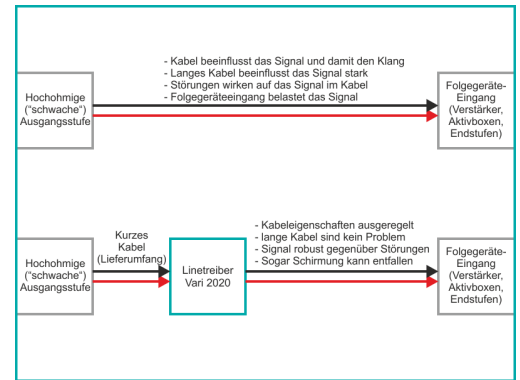 - Kabel beeinflusst das Signal und damit den Klang
- Langes Kabel beeinflusst das Signal stark
- Störungen wirken auf das Signal im Kabel
- Folgegeräteeingang belastet das Signal
Hochohmige
("schwache")
Ausgangsstufe
Folgegeräte-
Eingang
(Verstärker,
Aktivboxen,
Endstufen)
Kurzes
Kabel
(Lieferumfang)
- Kabeleigenschaften ausgeregelt
- lange Kabel sind kein Problem
- Signal robust gegenüber Störungen
- Sogar Schirmung kann entfallen
Hochohmige
("schwache")
Ausgangsstufe
Linetreiber
Vari 2020
Folgegeräte-
Eingang
(Verstärker,
Aktivboxen,
Endstufen)